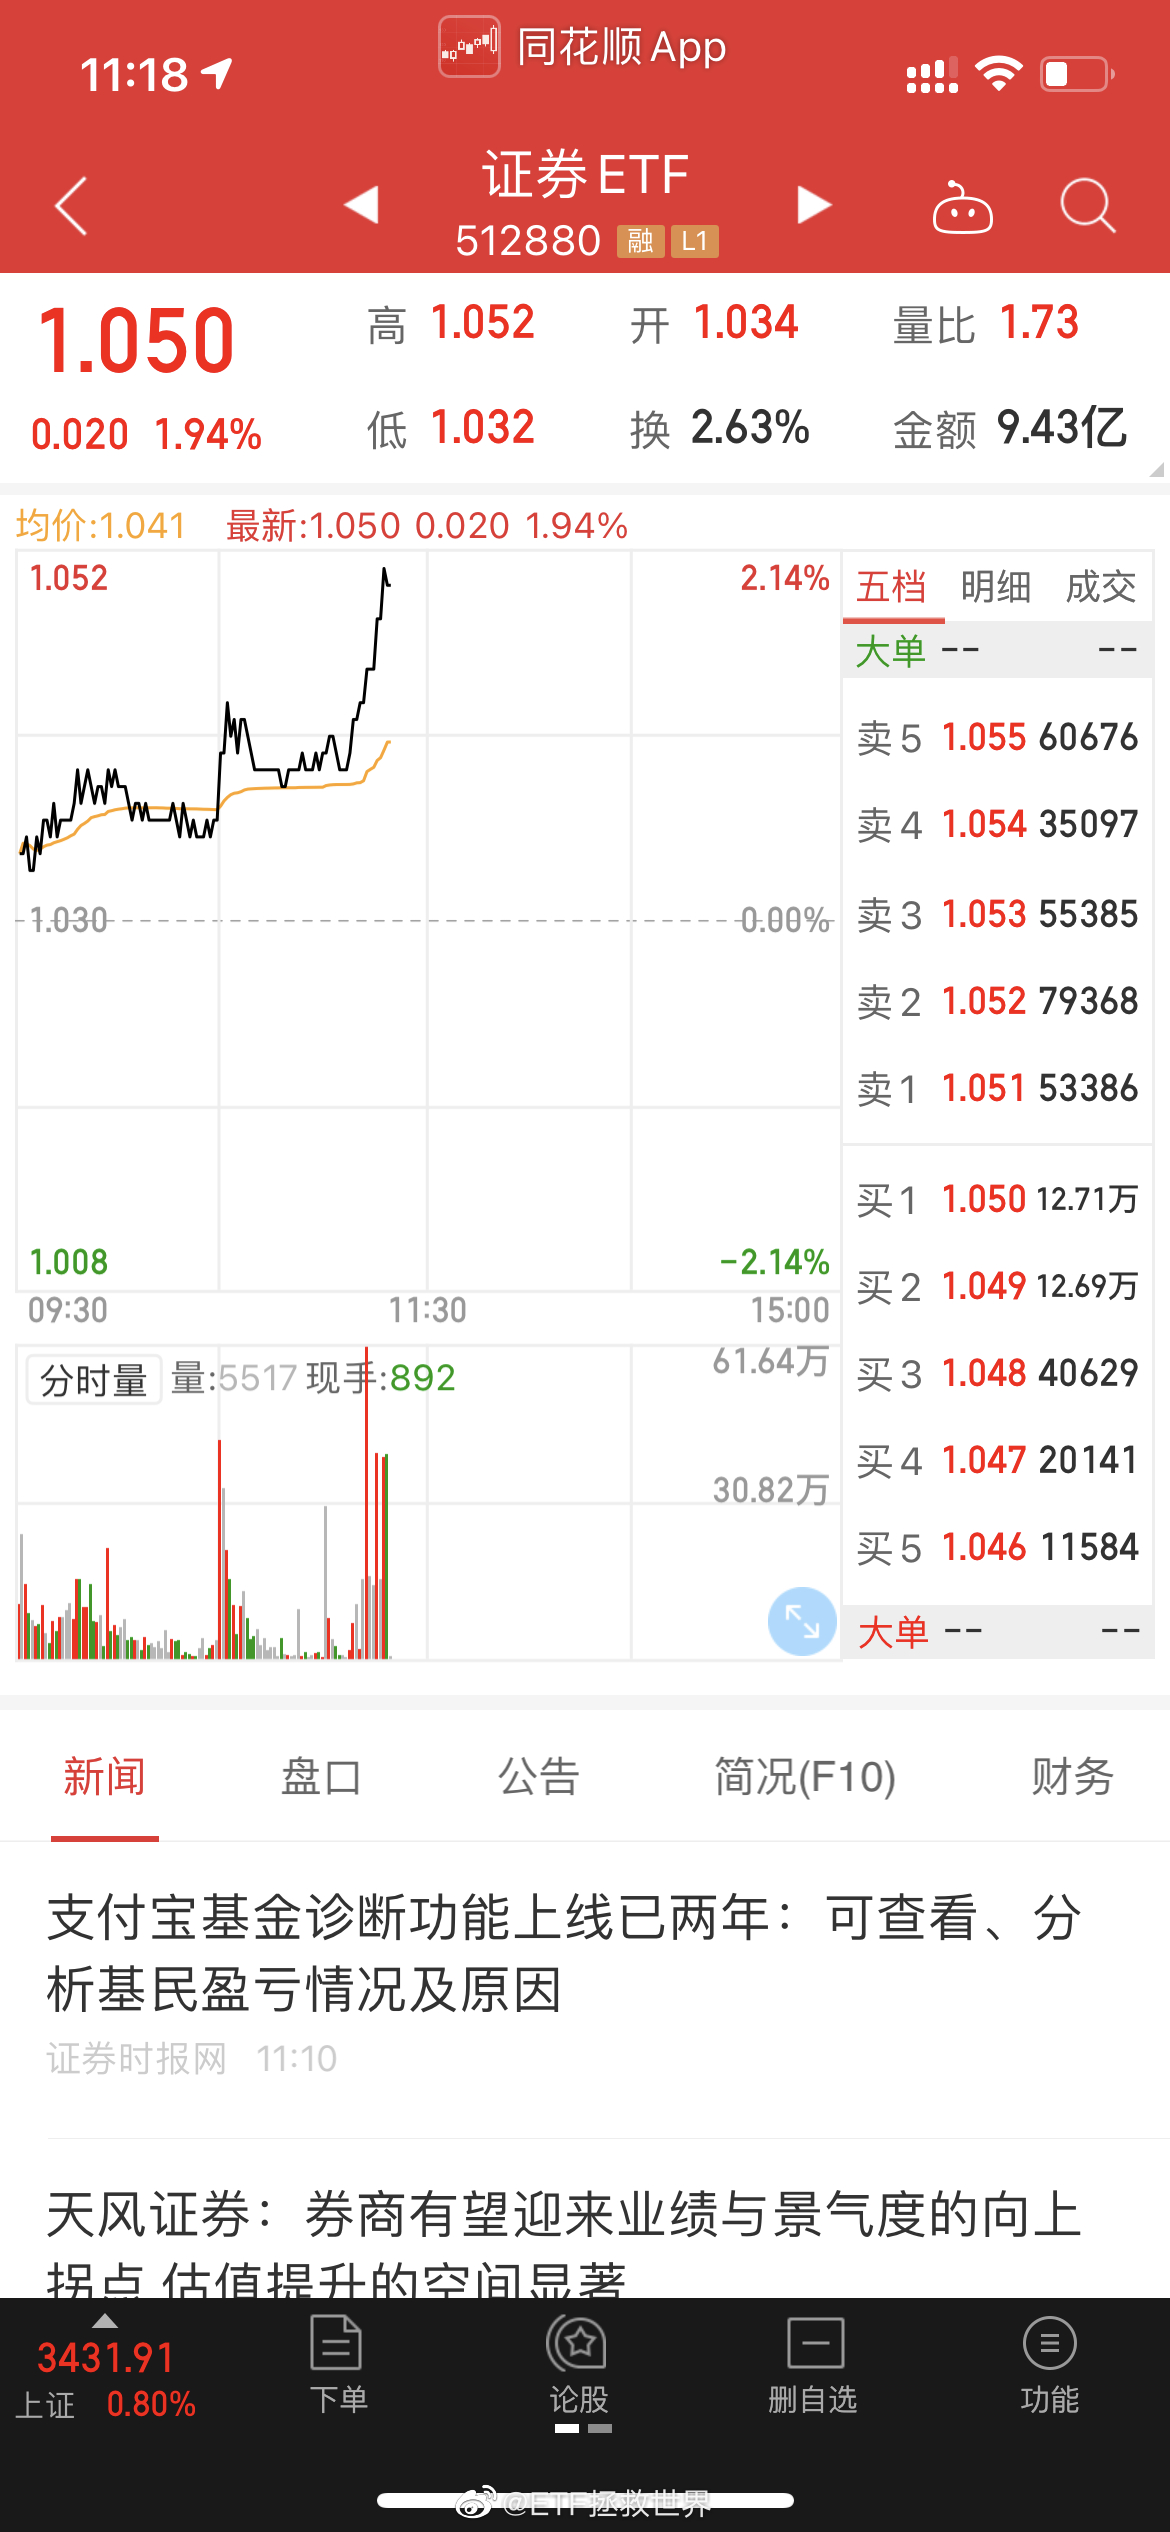 11:18
同花顺App
证券ETF
512880 融 L1
1.050
0.020 1.94%
高 1.052 开 1.034 量比 1.73
低 1.032 换 2.63% 金额 9.43亿
均价:1.041 最新:1.050 0.020 1.94%
1.052 2.14%
1.030 0.00%
1.008 -2.14%
09:30 11:30 15:00
分时量 量:5517 现手:892
61.64万
30.82万
五档 明细 成交
大单 -- --
卖5 1.055 60676
卖4 1.054 35097
卖3 1.053 55385
卖2 1.052 79368
卖1 1.051 53386
买1 1.050 12.71万
买2 1.049 12.69万
买3 1.048 40629
买4 1.047 20141
买5 1.046 11584
大单 -- --
新闻 盘口 公告 简况(F10) 财务
支付宝基金诊断功能上线已两年：可查看、分
析基民盈亏情况及原因
证券时报网 11:10
天风证券：券商有望迎来业绩与景气度的向上
拐点 估值提升的空间显著
3431.91
上证 0.80%
下单 论股 删自选 功能
@ETF拯救世界